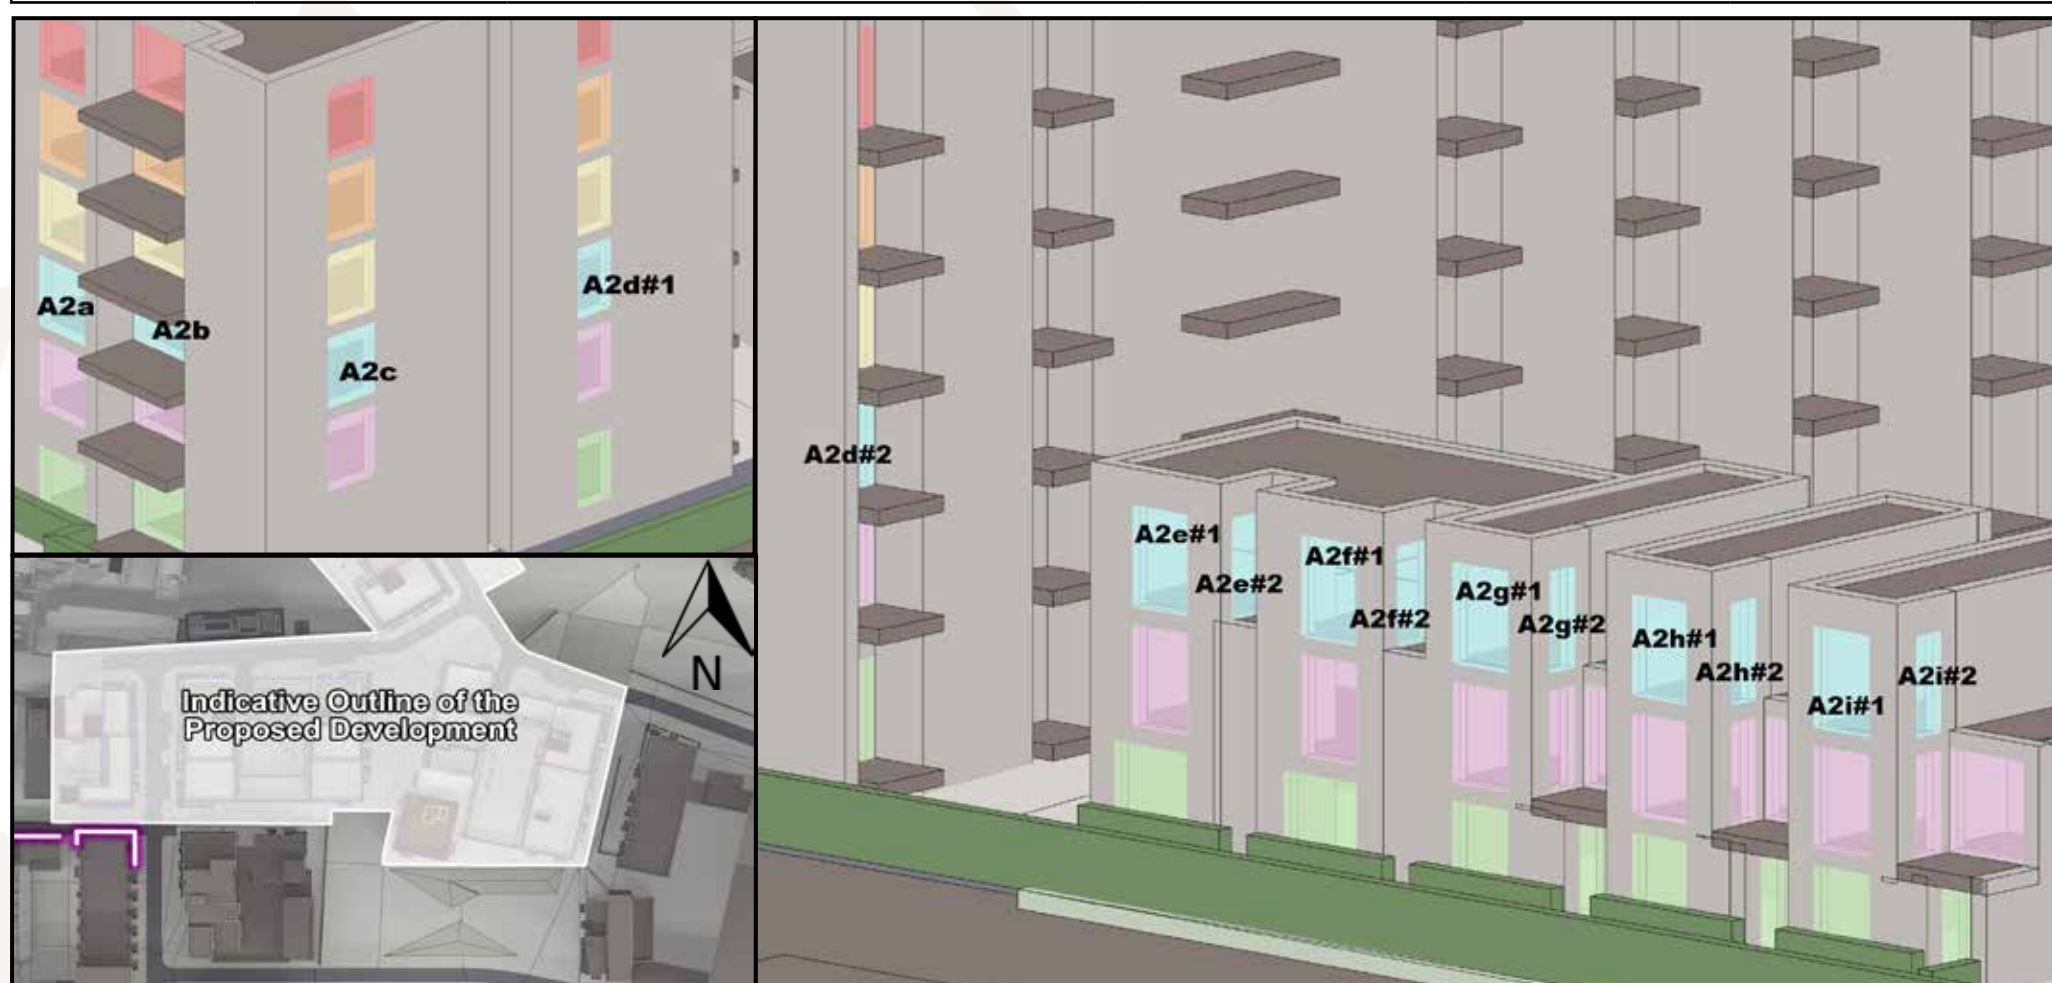 A2a
A2b
A2c
A2d#1
Indicative Outline of the
Proposed Development
N
A2d#2
A2e#1
A2e#2
A2f#1
A2f#2
A2g#1
A2g#2
A2h#1
A2h#2
A2i#1
A2i#2